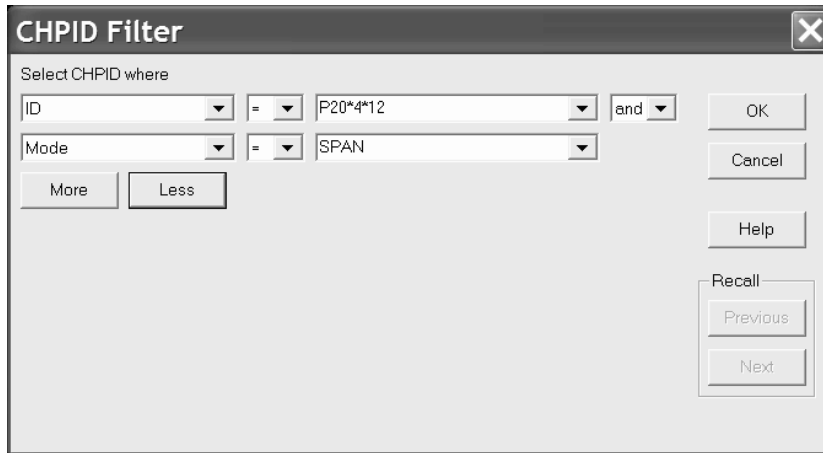 CHPID Filter
Select CHPID where
ID = P20*4*12 and
Mode = SPAN
More Less
OK
Cancel
Help
Recall
Previous
Next